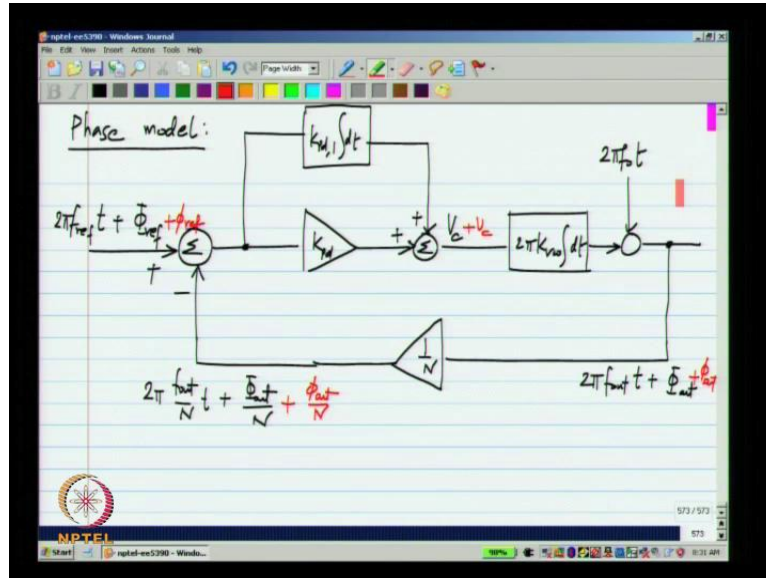 nptel-ee5390 - Windows Journal
File Edit View Insert Actions Tools Help
Page Width
B I
Phase model:
K_pd,I ∫dt
2πf_o t
2πf_ref t + Φ_ref + φ_ref
Σ
K_pd
Σ
V_c + v_c
2πK_vco ∫dt
+
+
+
−
1/N
2π f_out/N t + Φ_out/N + φ_out/N
2πf_out t + Φ_out + φ_out
573 / 573
573
NPTEL
Start
nptel-ee5390 - Windo...
90%
8:31 AM